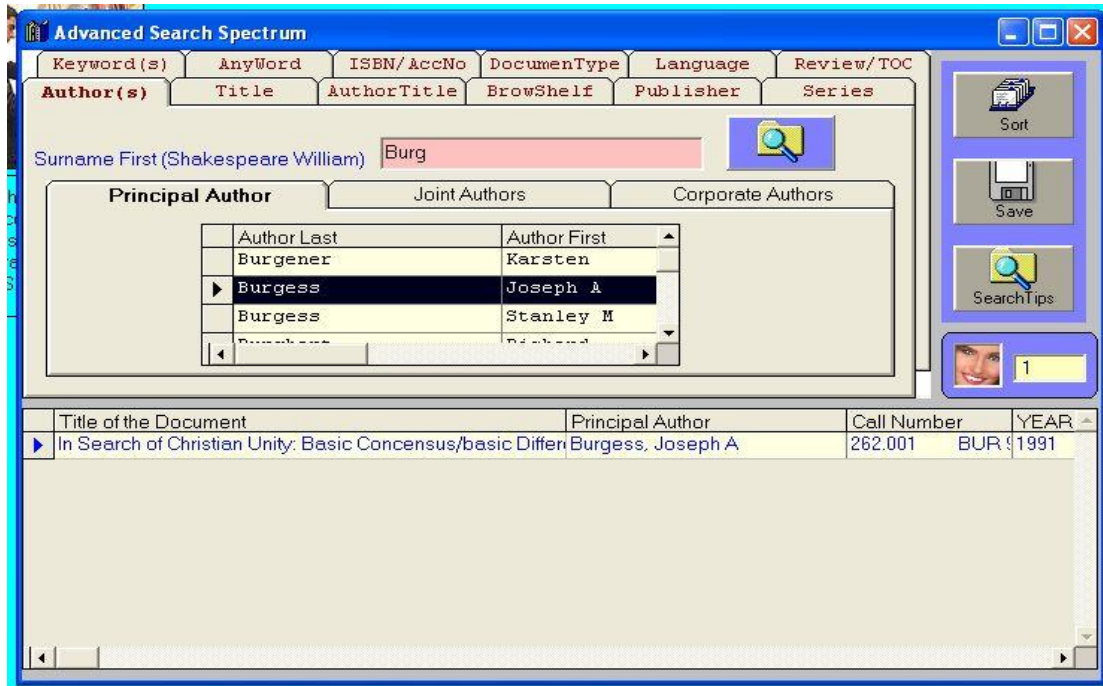 Advanced Search Spectrum
Keyword(s) AnyWord ISBN/AccNo DocumenType Language Review/TOC
Author(s) Title AuthorTitle BrowShelf Publisher Series
Sort
Surname First (Shakespeare William) Burg
Save
Principal Author Joint Authors Corporate Authors
Author Last Author First
Burgener Karsten
Burgess Joseph A
SearchTips
Burgess Stanley M
1
Title of the Document Principal Author Call Number YEAR
In Search of Christian Unity: Basic Concensus/basic Differ Burgess, Joseph A 262.001 BUR 1991